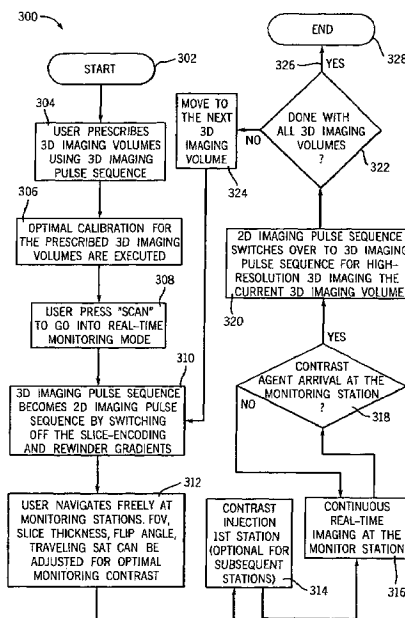 300
START
302
304
USER PRESCRIBES
3D IMAGING VOLUMES
USING 3D IMAGING
PULSE SEQUENCE
306
OPTIMAL CALIBRATION FOR
THE PRESCRIBED 3D IMAGING
VOLUMES ARE EXECUTED
308
USER PRESS "SCAN"
TO GO INTO REAL-TIME
MONITORING MODE
310
3D IMAGING PULSE SEQUENCE
BECOMES 2D IMAGING PULSE
SEQUENCE BY SWITCHING
OFF THE SLICE-ENCODING
AND REWINDER GRADIENTS
312
USER NAVIGATES FREELY AT
MONITORING STATIONS. FOV,
SLICE THICKNESS, FLIP ANGLE,
TRAVELING SAT CAN BE
ADJUSTED FOR OPTIMAL
MONITORING CONTRAST
CONTRAST INJECTION
1ST STATION
(OPTIONAL FOR
SUBSEQUENT
STATIONS)
314
CONTINUOUS
REAL-TIME
IMAGING AT THE
MONITOR STATION
316
CONTRAST
AGENT ARRIVAL AT THE
MONITORING STATION
?
318
NO
YES
2D IMAGING PULSE SEQUENCE
SWITCHES OVER TO 3D IMAGING
PULSE SEQUENCE FOR HIGH-
RESOLUTION 3D IMAGING THE
CURRENT 3D IMAGING VOLUME
320
DONE WITH
ALL 3D IMAGING
VOLUMES
?
322
NO
MOVE TO
THE NEXT
3D
IMAGING
VOLUME
324
326
YES
END
328